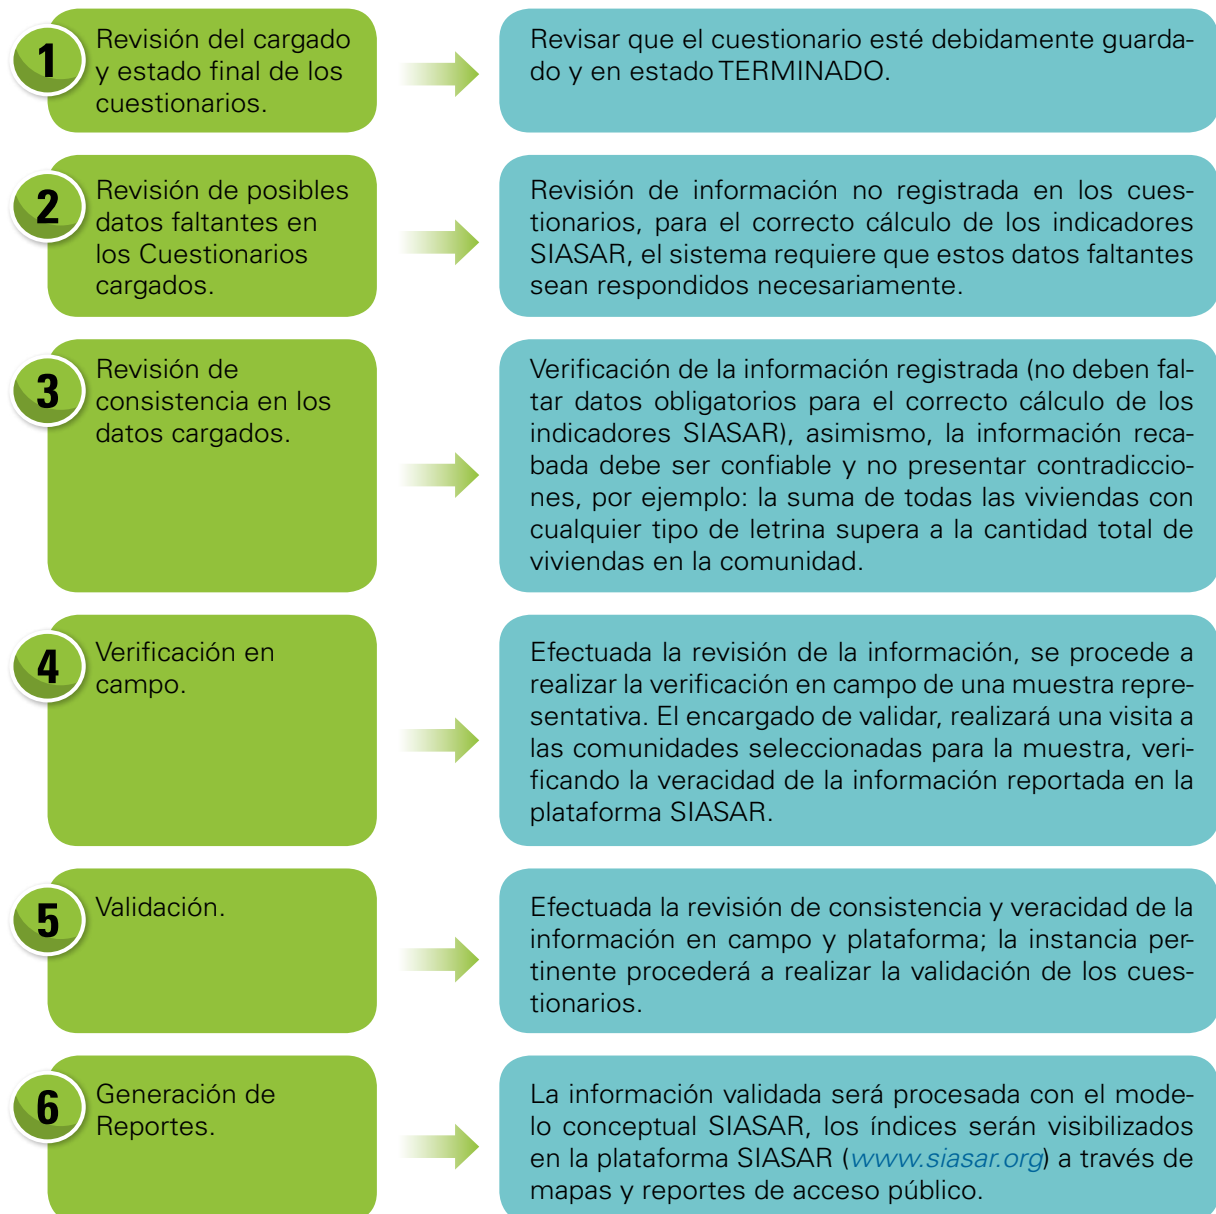 1
Revisión del cargado
y estado final de los
cuestionarios.
Revisar que el cuestionario esté debidamente guarda-
do y en estado TERMINADO.
2
Revisión de posibles
datos faltantes en
los Cuestionarios
cargados.
Revisión de información no registrada en los cues-
tionarios, para el correcto cálculo de los indicadores
SIASAR, el sistema requiere que estos datos faltantes
sean respondidos necesariamente.
3
Revisión de
consistencia en los
datos cargados.
Verificación de la información registrada (no deben fal-
tar datos obligatorios para el correcto cálculo de los
indicadores SIASAR), asimismo, la información reca-
bada debe ser confiable y no presentar contradiccio-
nes, por ejemplo: la suma de todas las viviendas con
cualquier tipo de letrina supera a la cantidad total de
viviendas en la comunidad.
4
Verificación en
campo.
Efectuada la revisión de la información, se procede a
realizar la verificación en campo de una muestra repre-
sentativa. El encargado de validar, realizará una visita a
las comunidades seleccionadas para la muestra, veri-
ficando la veracidad de la información reportada en la
plataforma SIASAR.
5
Validación.
Efectuada la revisión de consistencia y veracidad de la
información en campo y plataforma; la instancia per-
tinente procederá a realizar la validación de los cues-
tionarios.
6
Generación de
Reportes.
La información validada será procesada con el mode-
lo conceptual SIASAR, los índices serán visibilizados
en la plataforma SIASAR (www.siasar.org) a través de
mapas y reportes de acceso público.